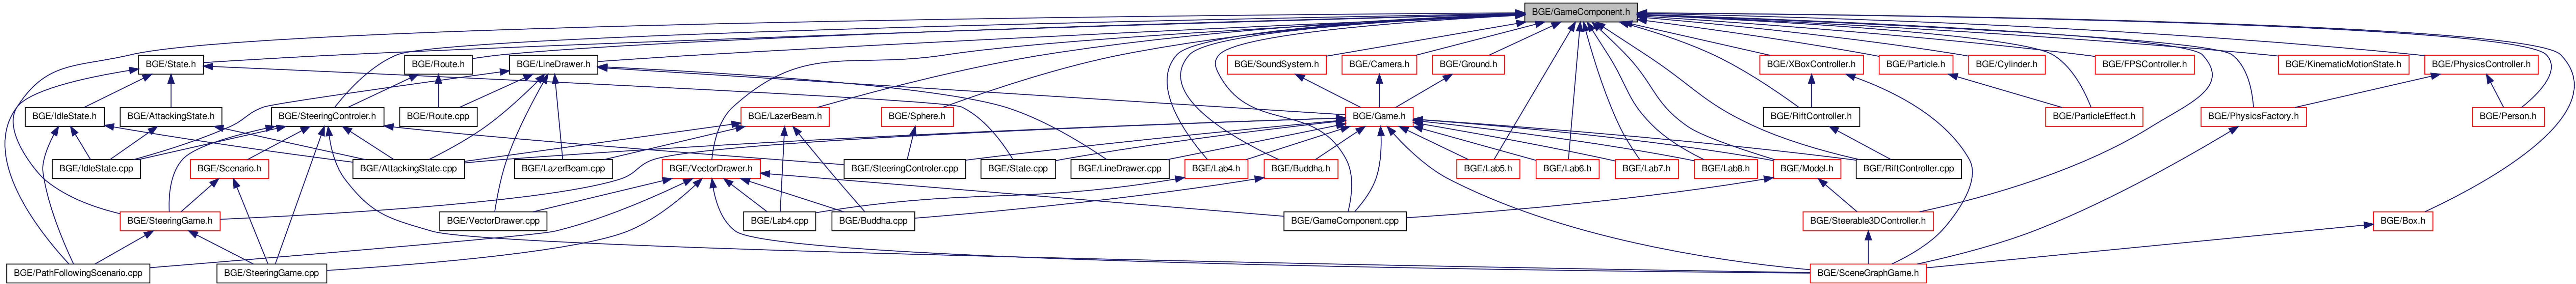 BGE/GameComponent.h
BGE/State.h
BGE/Route.h
BGE/LineDrawer.h
BGE/SoundSystem.h
BGE/Camera.h
BGE/Ground.h
BGE/XBoxController.h
BGE/Particle.h
BGE/Cylinder.h
BGE/FPSController.h
BGE/KinematicMotionState.h
BGE/PhysicsController.h
BGE/IdleState.h
BGE/AttackingState.h
BGE/SteeringControler.h
BGE/Route.cpp
BGE/LazerBeam.h
BGE/Sphere.h
BGE/Game.h
BGE/RiftController.h
BGE/ParticleEffect.h
BGE/PhysicsFactory.h
BGE/Person.h
BGE/IdleState.cpp
BGE/Scenario.h
BGE/AttackingState.cpp
BGE/LazerBeam.cpp
BGE/VectorDrawer.h
BGE/SteeringControler.cpp
BGE/State.cpp
BGE/LineDrawer.cpp
BGE/Lab4.h
BGE/Buddha.h
BGE/Lab5.h
BGE/Lab6.h
BGE/Lab7.h
BGE/Lab8.h
BGE/Model.h
BGE/RiftController.cpp
BGE/SteeringGame.h
BGE/VectorDrawer.cpp
BGE/Lab4.cpp
BGE/Buddha.cpp
BGE/GameComponent.cpp
BGE/Steerable3DController.h
BGE/Box.h
BGE/PathFollowingScenario.cpp
BGE/SteeringGame.cpp
BGE/SceneGraphGame.h